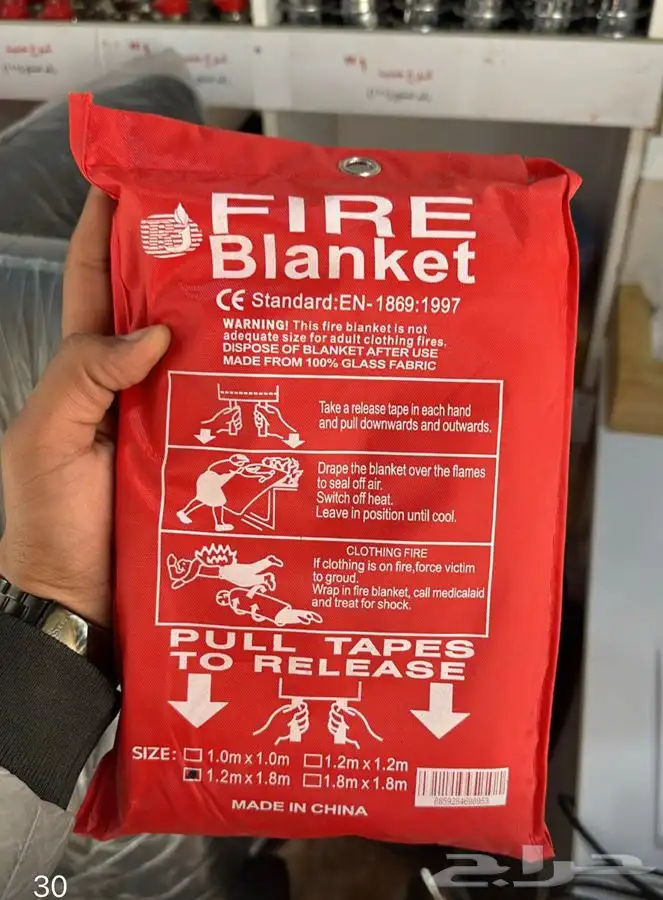 FIRE
Blanket
CE Standard:EN-1869:1997
WARNING! This fire blanket is not
adequate size for adult clothing fires.
DISPOSE OF BLANKET AFTER USE
MADE FROM 100% GLASS FABRIC
Take a release tape in each hand
and pull downwards and outwards.
Drape the blanket over the flames
to seal off air.
Switch off heat.
Leave in position until cool.
CLOTHING FIRE
If clothing is on fire,force victim
to groud.
Wrap in fire blanket, call medicalaid
and treat for shock.
PULL TAPES
TO RELEASE
SIZE: 1.0m x 1.0m 1.2m x 1.2m
1.2m x 1.8m 1.8m x 1.8m
MADE IN CHINA
حراج
30